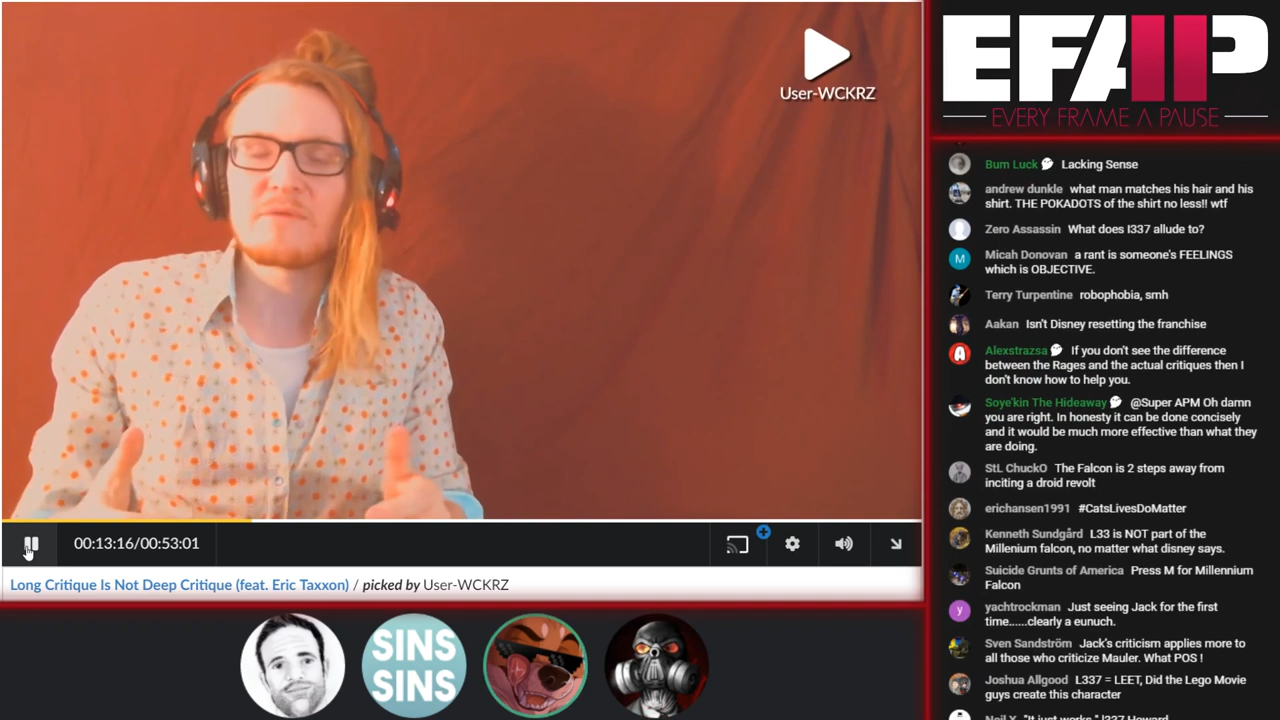 User-WCKRZ
EFAP
EVERY FRAME A PAUSE
Bum Luck Lacking Sense
andrew dunkle what man matches his hair and his
shirt. THE POKADOTS of the shirt no less!! wtf
Zero Assassin What does l337 allude to?
M
Micah Donovan a rant is someone's FEELINGS
which is OBJECTIVE.
Terry Turpentine robophobia, smh
Aakan Isn't Disney resetting the franchise
A
Alexstrazsa If you don't see the difference
between the Rages and the actual critiques then I
don't know how to help you.
Soye'kin The Hideaway @Super APM Oh damn
you are right. In honesty it can be done concisely
and it would be much more effective than what they
are doing.
StL ChuckO The Falcon is 2 steps away from
inciting a droid revolt
erichansen1991 #CatsLivesDoMatter
Kenneth Sundgård L33 is NOT part of the
Millenium falcon, no matter what disney says.
Suicide Grunts of America Press M for Millennium
Falcon
y
yachtrockman Just seeing Jack for the first
time......clearly a eunuch.
Sven Sandström Jack's criticism applies more to
all those who criticize Mauler. What POS !
Joshua Allgood L337 = LEET, Did the Lego Movie
guys create this character
Neil X "It just works." l337 Howard
00:13:16/00:53:01
Long Critique Is Not Deep Critique (feat. Eric Taxxon) / picked by User-WCKRZ
SINS
SINS